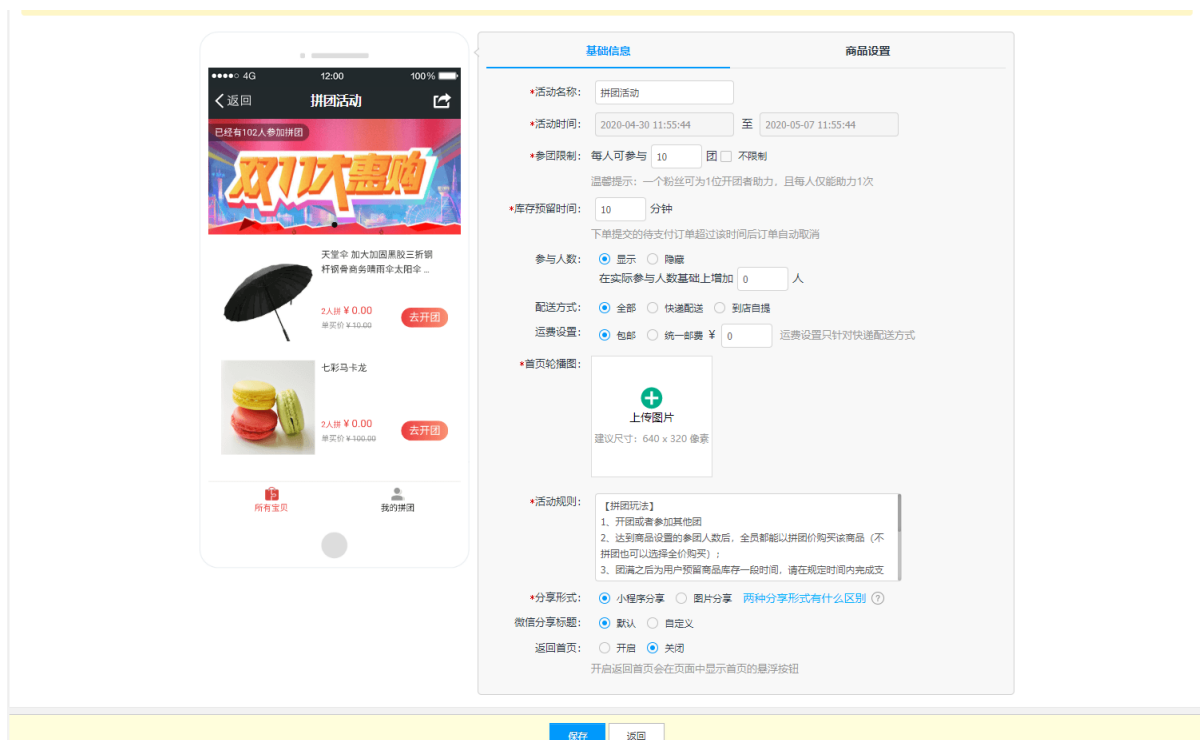 4G 12:00 100%
返回 拼团活动
已经有102人参加拼团
双11大惠购
天堂伞 加大加固黑胶三折钢
杆钢骨商务晴雨伞太阳伞 ...
2人拼 ¥ 0.00
单买价 ¥ 10.00
去开团
七彩马卡龙
2人拼 ¥ 0.00
单买价 ¥ 100.00
去开团
所有宝贝 我的拼团
基础信息 商品设置
*活动名称： 拼团活动
*活动时间： 2020-04-30 11:55:44 至 2020-05-07 11:55:44
*参团限制： 每人可参与 10 团 不限制
温馨提示：一个粉丝可为1位开团者助力，且每人仅能助力1次
*库存预留时间： 10 分钟
下单提交的待支付订单超过该时间后订单自动取消
参与人数： 显示 隐藏
在实际参与人数基础上增加 0 人
配送方式： 全部 快递配送 到店自提
运费设置： 包邮 统一邮费 ¥ 0 运费设置只针对快递配送方式
*首页轮播图：
上传图片
建议尺寸：640 x 320 像素
*活动规则： 【拼团玩法】
1、开团或者参加其他团
2、达到商品设置的参团人数后，全员都能以拼团价购买该商品（不
拼团也可以选择全价购买）；
3、团满之后为用户预留商品库存一段时间，请在规定时间内完成支
*分享形式： 小程序分享 图片分享 两种分享形式有什么区别 ?
微信分享标题： 默认 自定义
返回首页： 开启 关闭
开启返回首页会在页面中显示首页的悬浮按钮
保存 返回